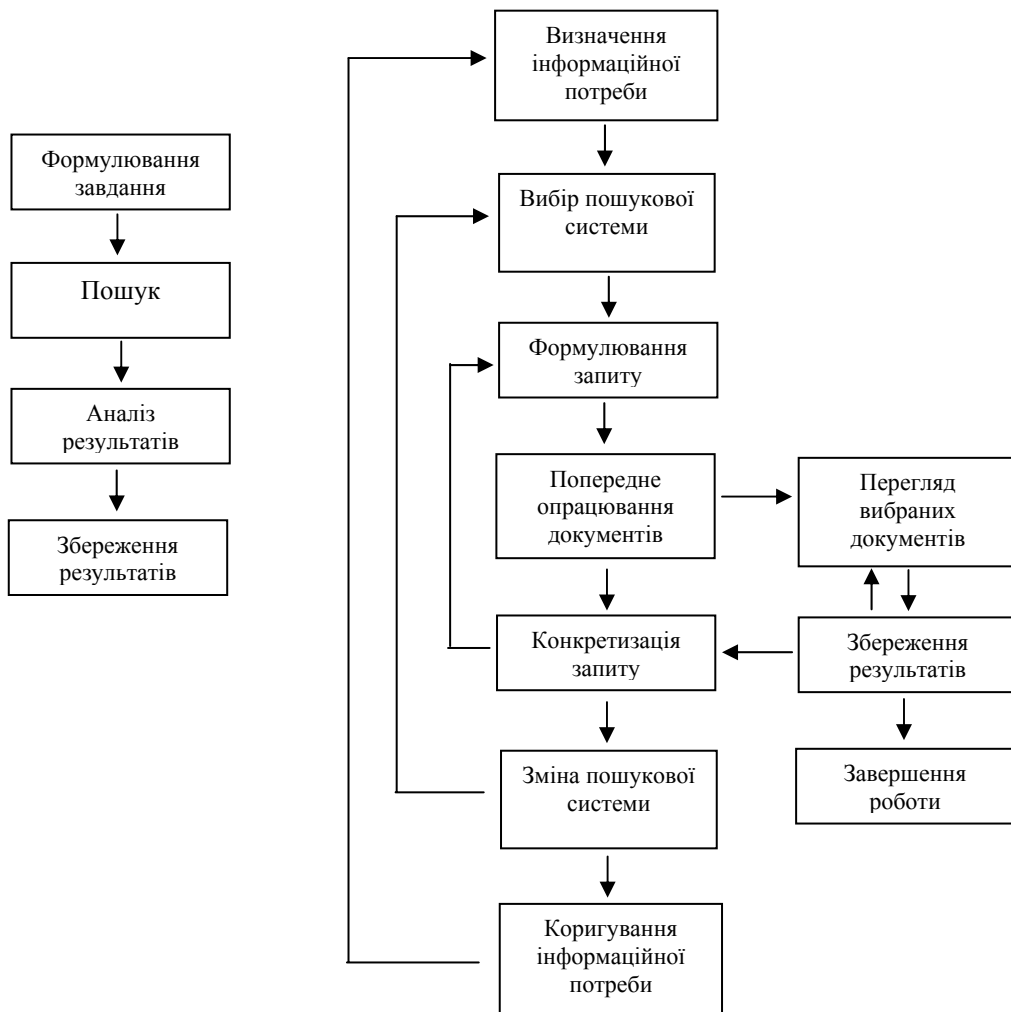 Формулювання
завдання
Пошук
Аналіз
результатів
Збереження
результатів
Визначення
інформаційної
потреби
Вибір пошукової
системи
Формулювання
запиту
Попереднє
опрацювання
документів
Перегляд
вибраних
документів
Конкретизація
запиту
Збереження
результатів
Зміна пошукової
системи
Завершення
роботи
Коригування
інформаційної
потреби